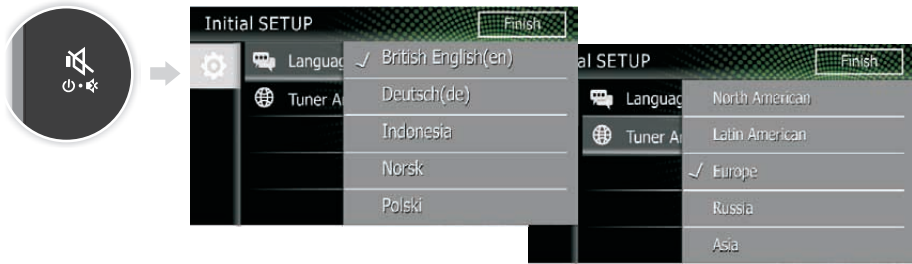 Initial SETUP
Finish
Languag
British English(en)
Tuner A
Deutsch(de)
Indonesia
Norsk
Polski
al SETUP
Finish
Languag
North American
Tuner A
Latin American
Europe
Russia
Asia